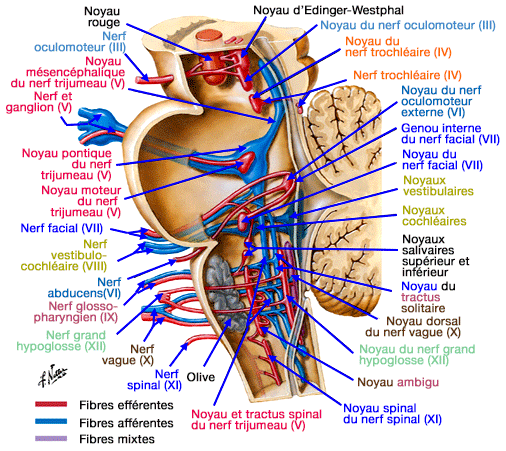 Noyau
rouge
Nerf
oculomoteur (III)
Noyau
mésencéphalique
du nerf trijumeau (V)
Nerf et
ganglion (V)
Noyau pontique
du nerf
trijumeau (V)
Noyau moteur
du nerf
trijumeau (V)
Nerf facial (VII)
Nerf
vestibulo-
cochléaire (VIII)
Nerf
abducens(VI)
Nerf glosso-
pharyngien (IX)
Nerf grand
hypoglosse (XII)
Nerf
vague (X)
Nerf
spinal (XI)
Olive
Noyau d'Edinger-Westphal
Noyau du nerf oculomoteur (III)
Noyau du
nerf trochléaire (IV)
Nerf trochléaire (IV)
Noyau du nerf
oculomoteur
externe (VI)
Genou interne
du nerf facial (VII)
Noyau du
nerf facial (VII)
Noyaux
vestibulaires
Noyaux
cochléaires
Noyaux
salivaires
supérieur et
inférieur
Noyau du
tractus
solitaire
Noyau dorsal
du nerf vague (X)
Noyau du nerf grand
hypoglosse (XII)
Noyau ambigu
Noyau spinal
du nerf spinal (XI)
Noyau et tractus spinal
du nerf trijumeau (V)
Fibres efférentes
Fibres afférentes
Fibres mixtes